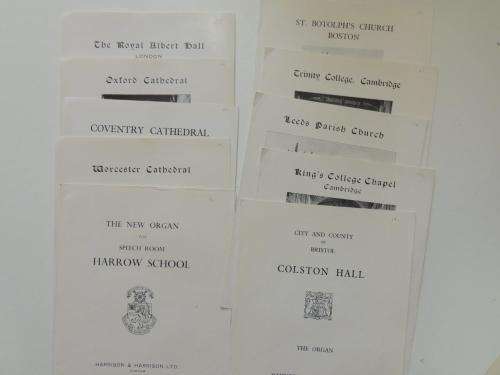 The Royal Albert Hall
LONDON
Oxford Cathedral
COVENTRY CATHEDRAL
Worcester Cathedral
THE NEW ORGAN
SPEECH ROOM
HARROW SCHOOL
HARRISON & HARRISON LTD
ST. BOTOLPH'S CHURCH
BOSTON
Trinity College, Cambridge
Leeds Parish Church
King's College Chapel
Cambridge
CITY AND COUNTY
OF
BRISTOL
COLSTON HALL
THE ORGAN